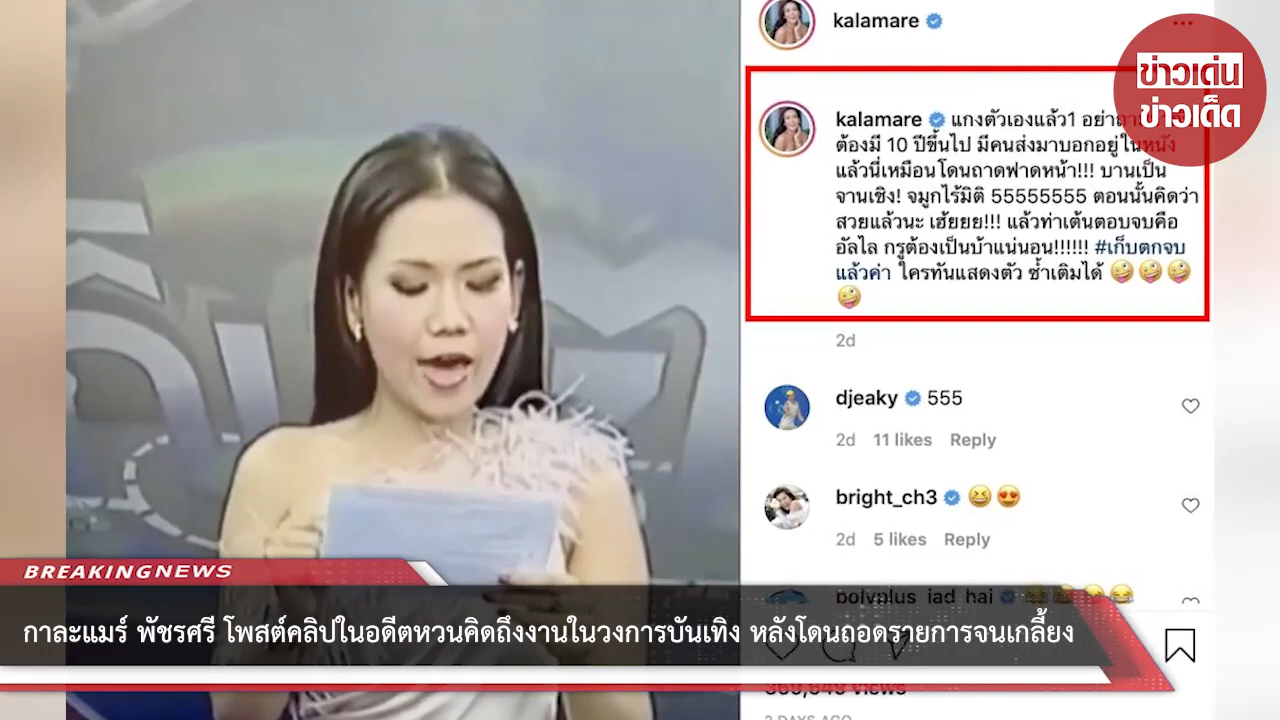 kalamare
ข่าวเด่น
ข่าวเด็ด
kalamare แกงตัวเองแล้ว1 อย่า
ต้องมี 10 ปีขึ้นไป มีคนส่งมาบอกอยู่ในหนัง
แล้วนี่เหมือนโดนถาดฟาดหน้า!!! บานเป็น
จานเชิง! จมูกไร้มิติ 55555555 ตอนนั้นคิดว่า
สวยแล้วนะ เฮ้ยยย!!! แล้วท่าเต้นตอนจบคือ
อัลไล กรูต้องเป็นบ้าแน่นอน!!!!!! #เก็บตกจบ
แล้วค่า ใครทันแสดงตัว ซ้ำเติมได้ 🤪🤪🤪
🤪
2d
djeaky 555
2d 11 likes Reply
bright_ch3 😆😍
2d 5 likes Reply
polyplus_jad_hai
BREAKINGNEWS
กาละแมร์ พัชรศรี โพสต์คลิปในอดีตหวนคิดถึงงานในวงการบันเทิง หลังโดนถอดรายการจนเกลี้ยง
views
2 DAYS AGO